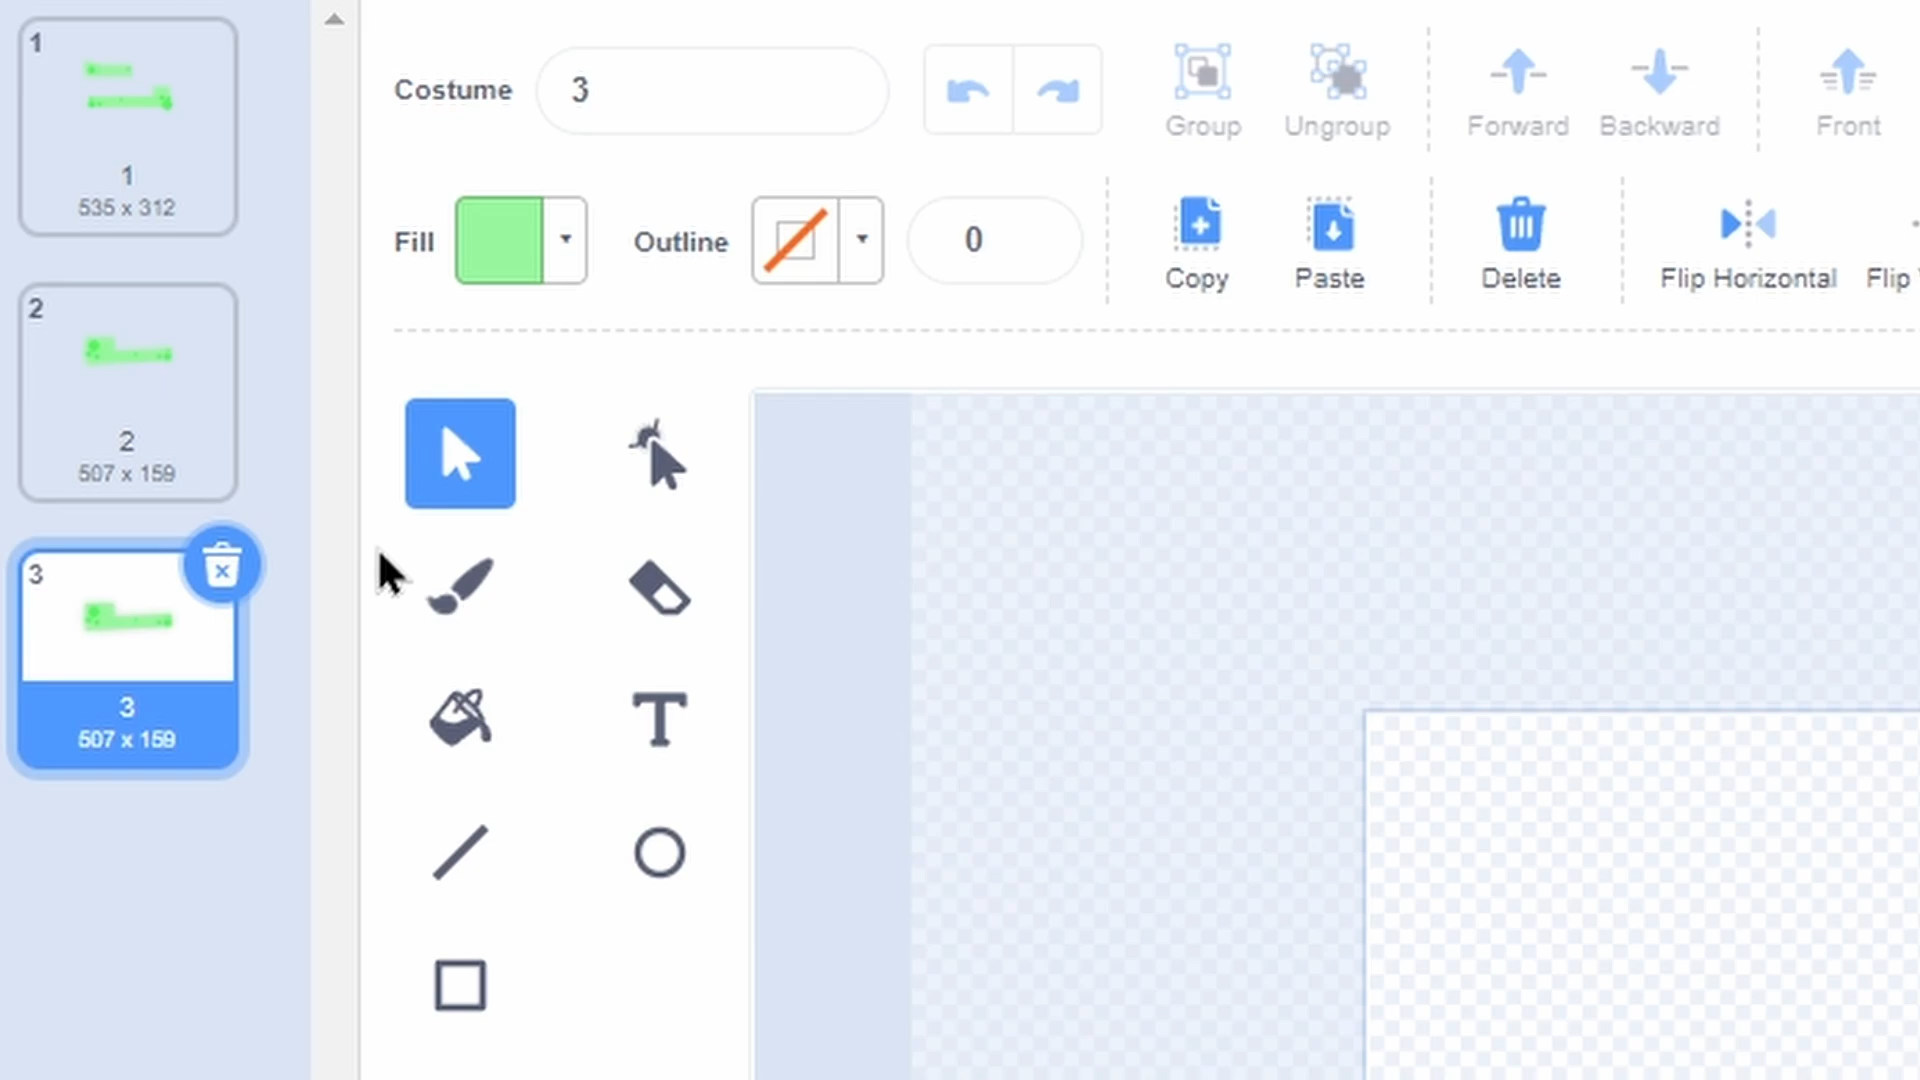 1
1
535 x 312
2
2
507 x 159
3
3
507 x 159
Costume 3
Group Ungroup Forward Backward Front
Fill Outline 0
Copy Paste Delete Flip Horizontal Flip